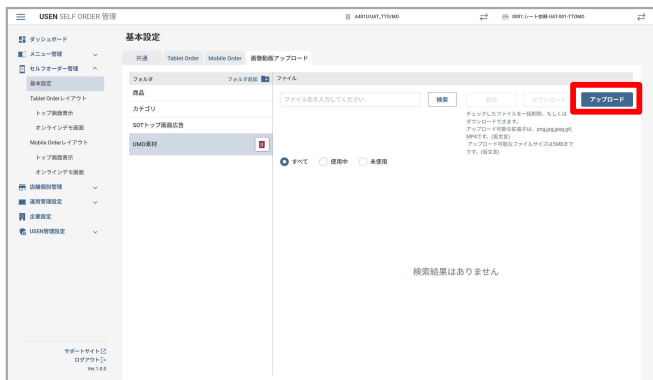 USEN SELF ORDER 管理
A401U:UAT_TTO/MO
0001:シート依頼-UAT-001-TTOMO
ダッシュボード
メニュー管理
セルフオーダー管理
基本設定
Tablet Orderレイアウト
トップ画面表示
オンラインデモ画面
Mobile Orderレイアウト
トップ画面表示
オンラインデモ画面
店舗個別管理
運用管理設定
企業設定
USEN管理設定
サポートサイト
ログアウト
Ver.1.0.0
基本設定
共通 Tablet Order Mobile Order 画像動画アップロード
フォルダ フォルダ追加
商品
カテゴリ
SOTトップ画面広告
UMO素材
ファイル
ファイル名を入力してください 検索 削除 ダウンロード アップロード
チェックしたファイルを一括削除、もしくは
ダウンロードできます。
アップロード可能な拡張子は、png,jpg,jpeg,gif,
MP4です。(仮文言)
アップロード可能なファイルサイズは5MBまで
です。(仮文言)
すべて 使用中 未使用
検索結果はありません